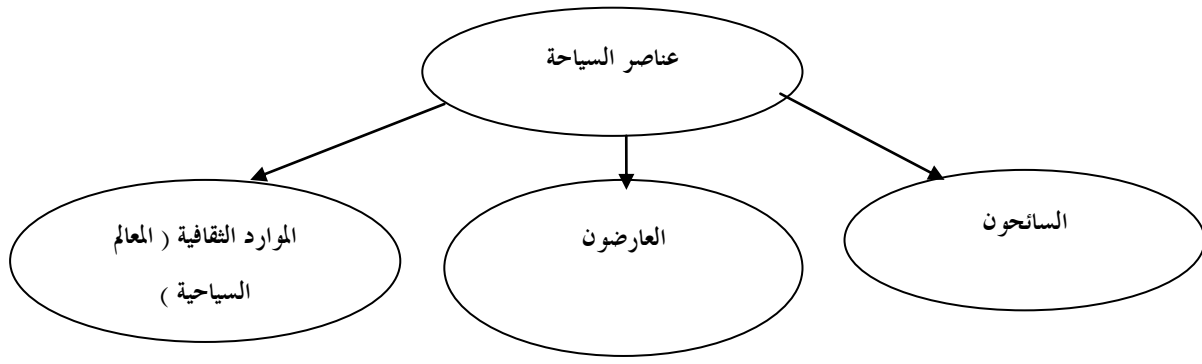 عناصر السياحة
السائحون
العارضون
الموارد الثقافية ( المعالم
السياحية )